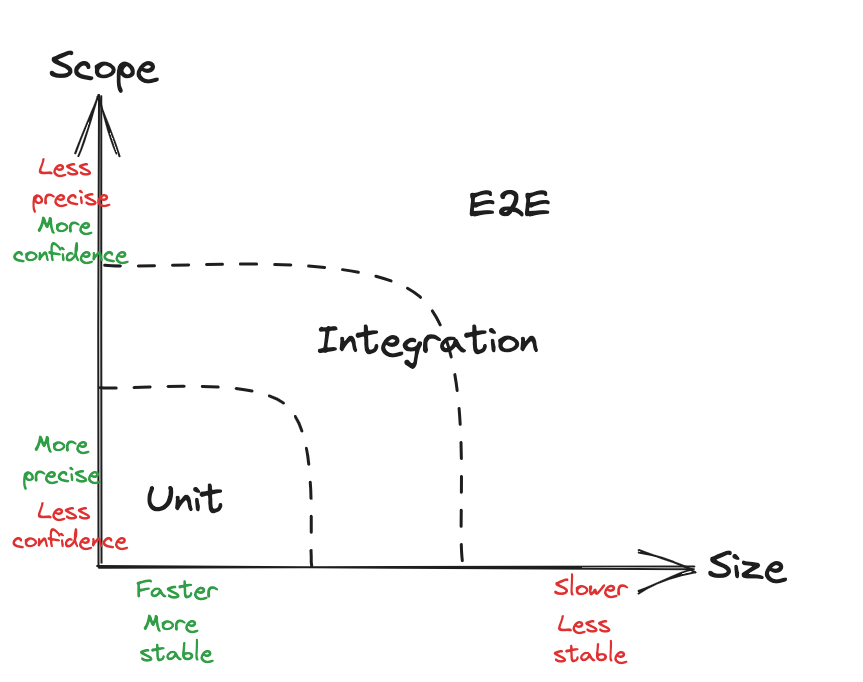 Scope
Less
precise
More
confidence
E2E
Integration
More
precise
Less
confidence
Unit
Size
Faster
More
stable
Slower
Less
stable